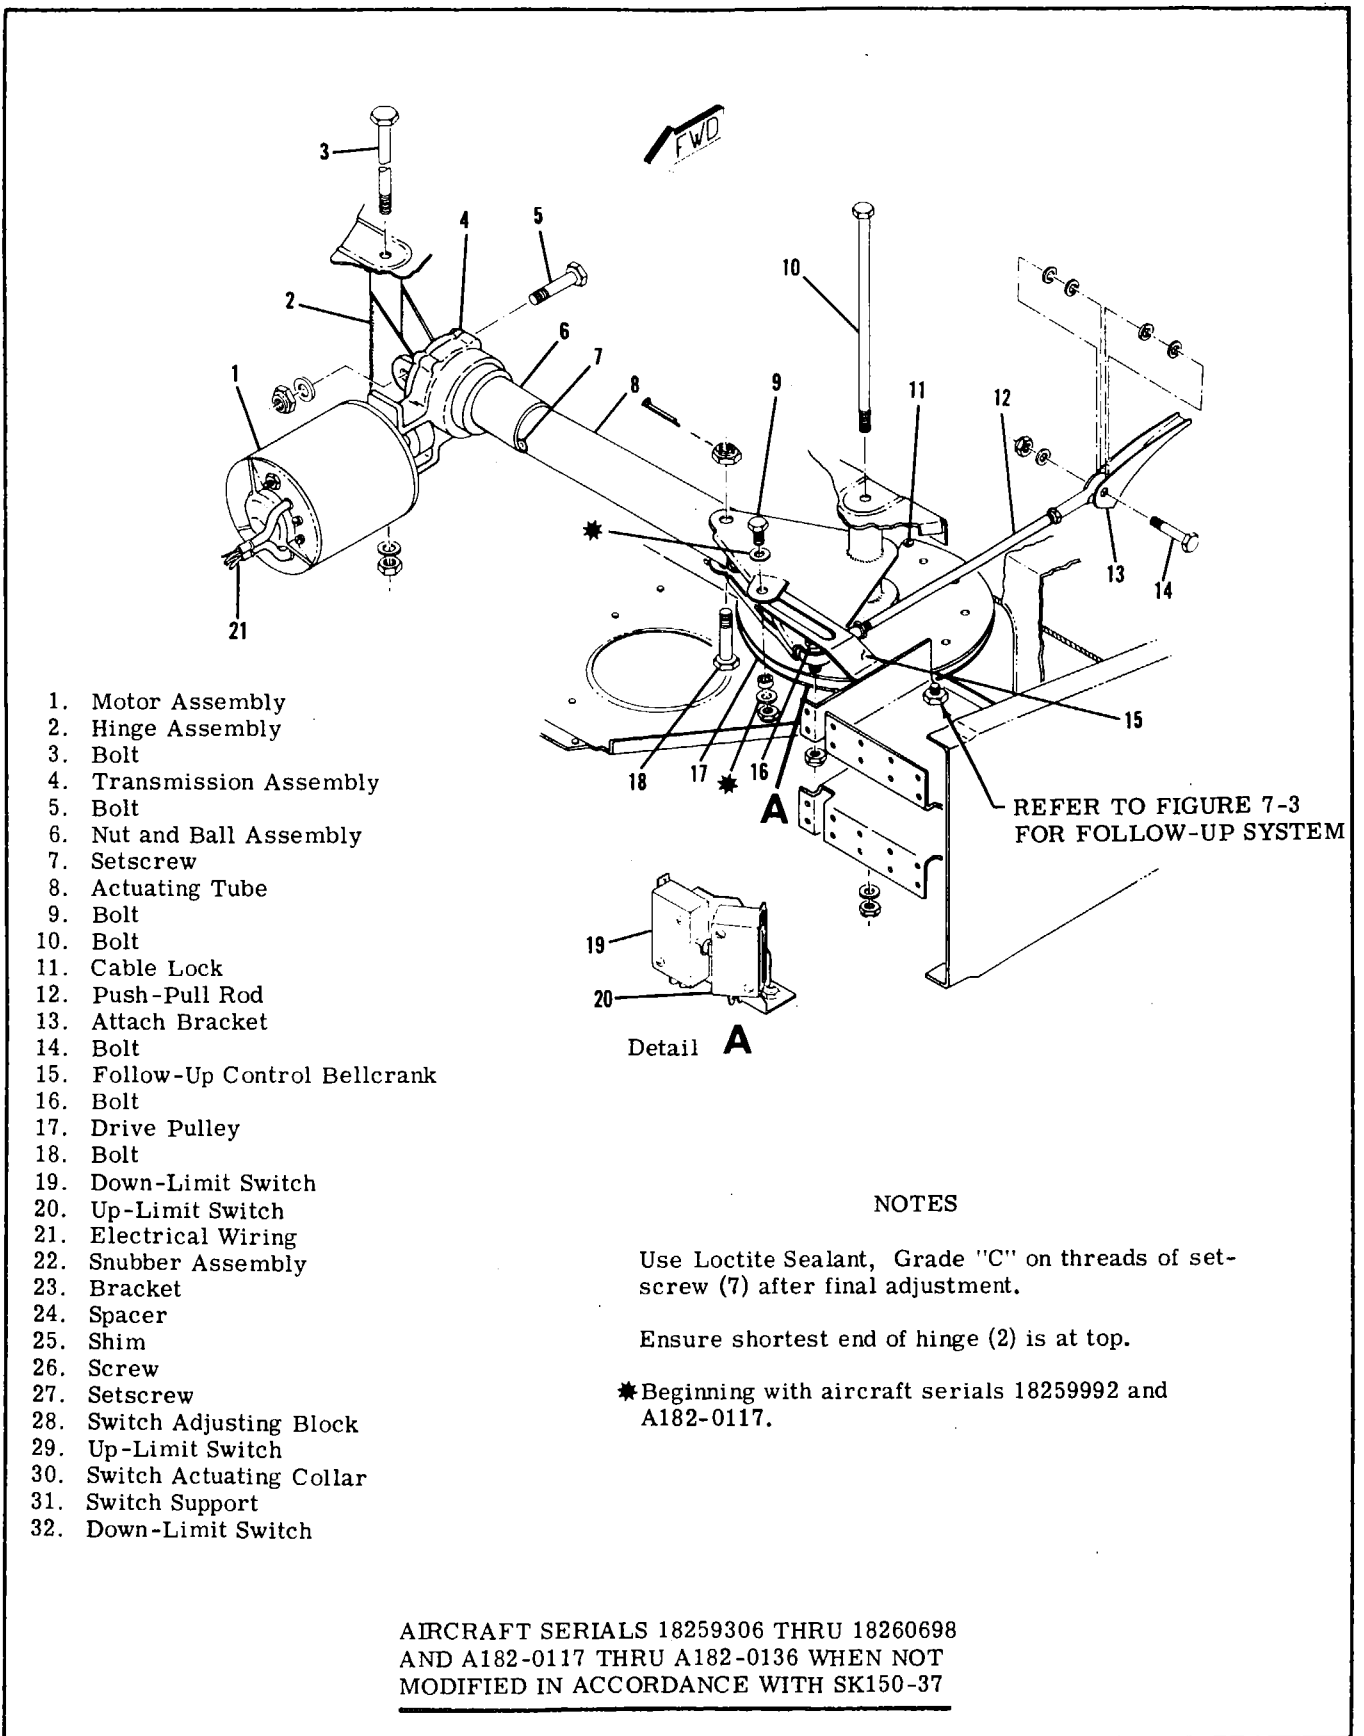 FWD
3
4
5
2
10
6
7
1
9
8
11
12
13
14
21
15
18
17
16
A
REFER TO FIGURE 7-3
FOR FOLLOW-UP SYSTEM
19
20
Detail A
1. Motor Assembly
2. Hinge Assembly
3. Bolt
4. Transmission Assembly
5. Bolt
6. Nut and Ball Assembly
7. Setscrew
8. Actuating Tube
9. Bolt
10. Bolt
11. Cable Lock
12. Push-Pull Rod
13. Attach Bracket
14. Bolt
15. Follow-Up Control Bellcrank
16. Bolt
17. Drive Pulley
18. Bolt
19. Down-Limit Switch
20. Up-Limit Switch
21. Electrical Wiring
22. Snubber Assembly
23. Bracket
24. Spacer
25. Shim
26. Screw
27. Setscrew
28. Switch Adjusting Block
29. Up-Limit Switch
30. Switch Actuating Collar
31. Switch Support
32. Down-Limit Switch
NOTES
Use Loctite Sealant, Grade "C" on threads of set-
screw (7) after final adjustment.
Ensure shortest end of hinge (2) is at top.
✷Beginning with aircraft serials 18259992 and
A182-0117.
AIRCRAFT SERIALS 18259306 THRU 18260698
AND A182-0117 THRU A182-0136 WHEN NOT
MODIFIED IN ACCORDANCE WITH SK150-37